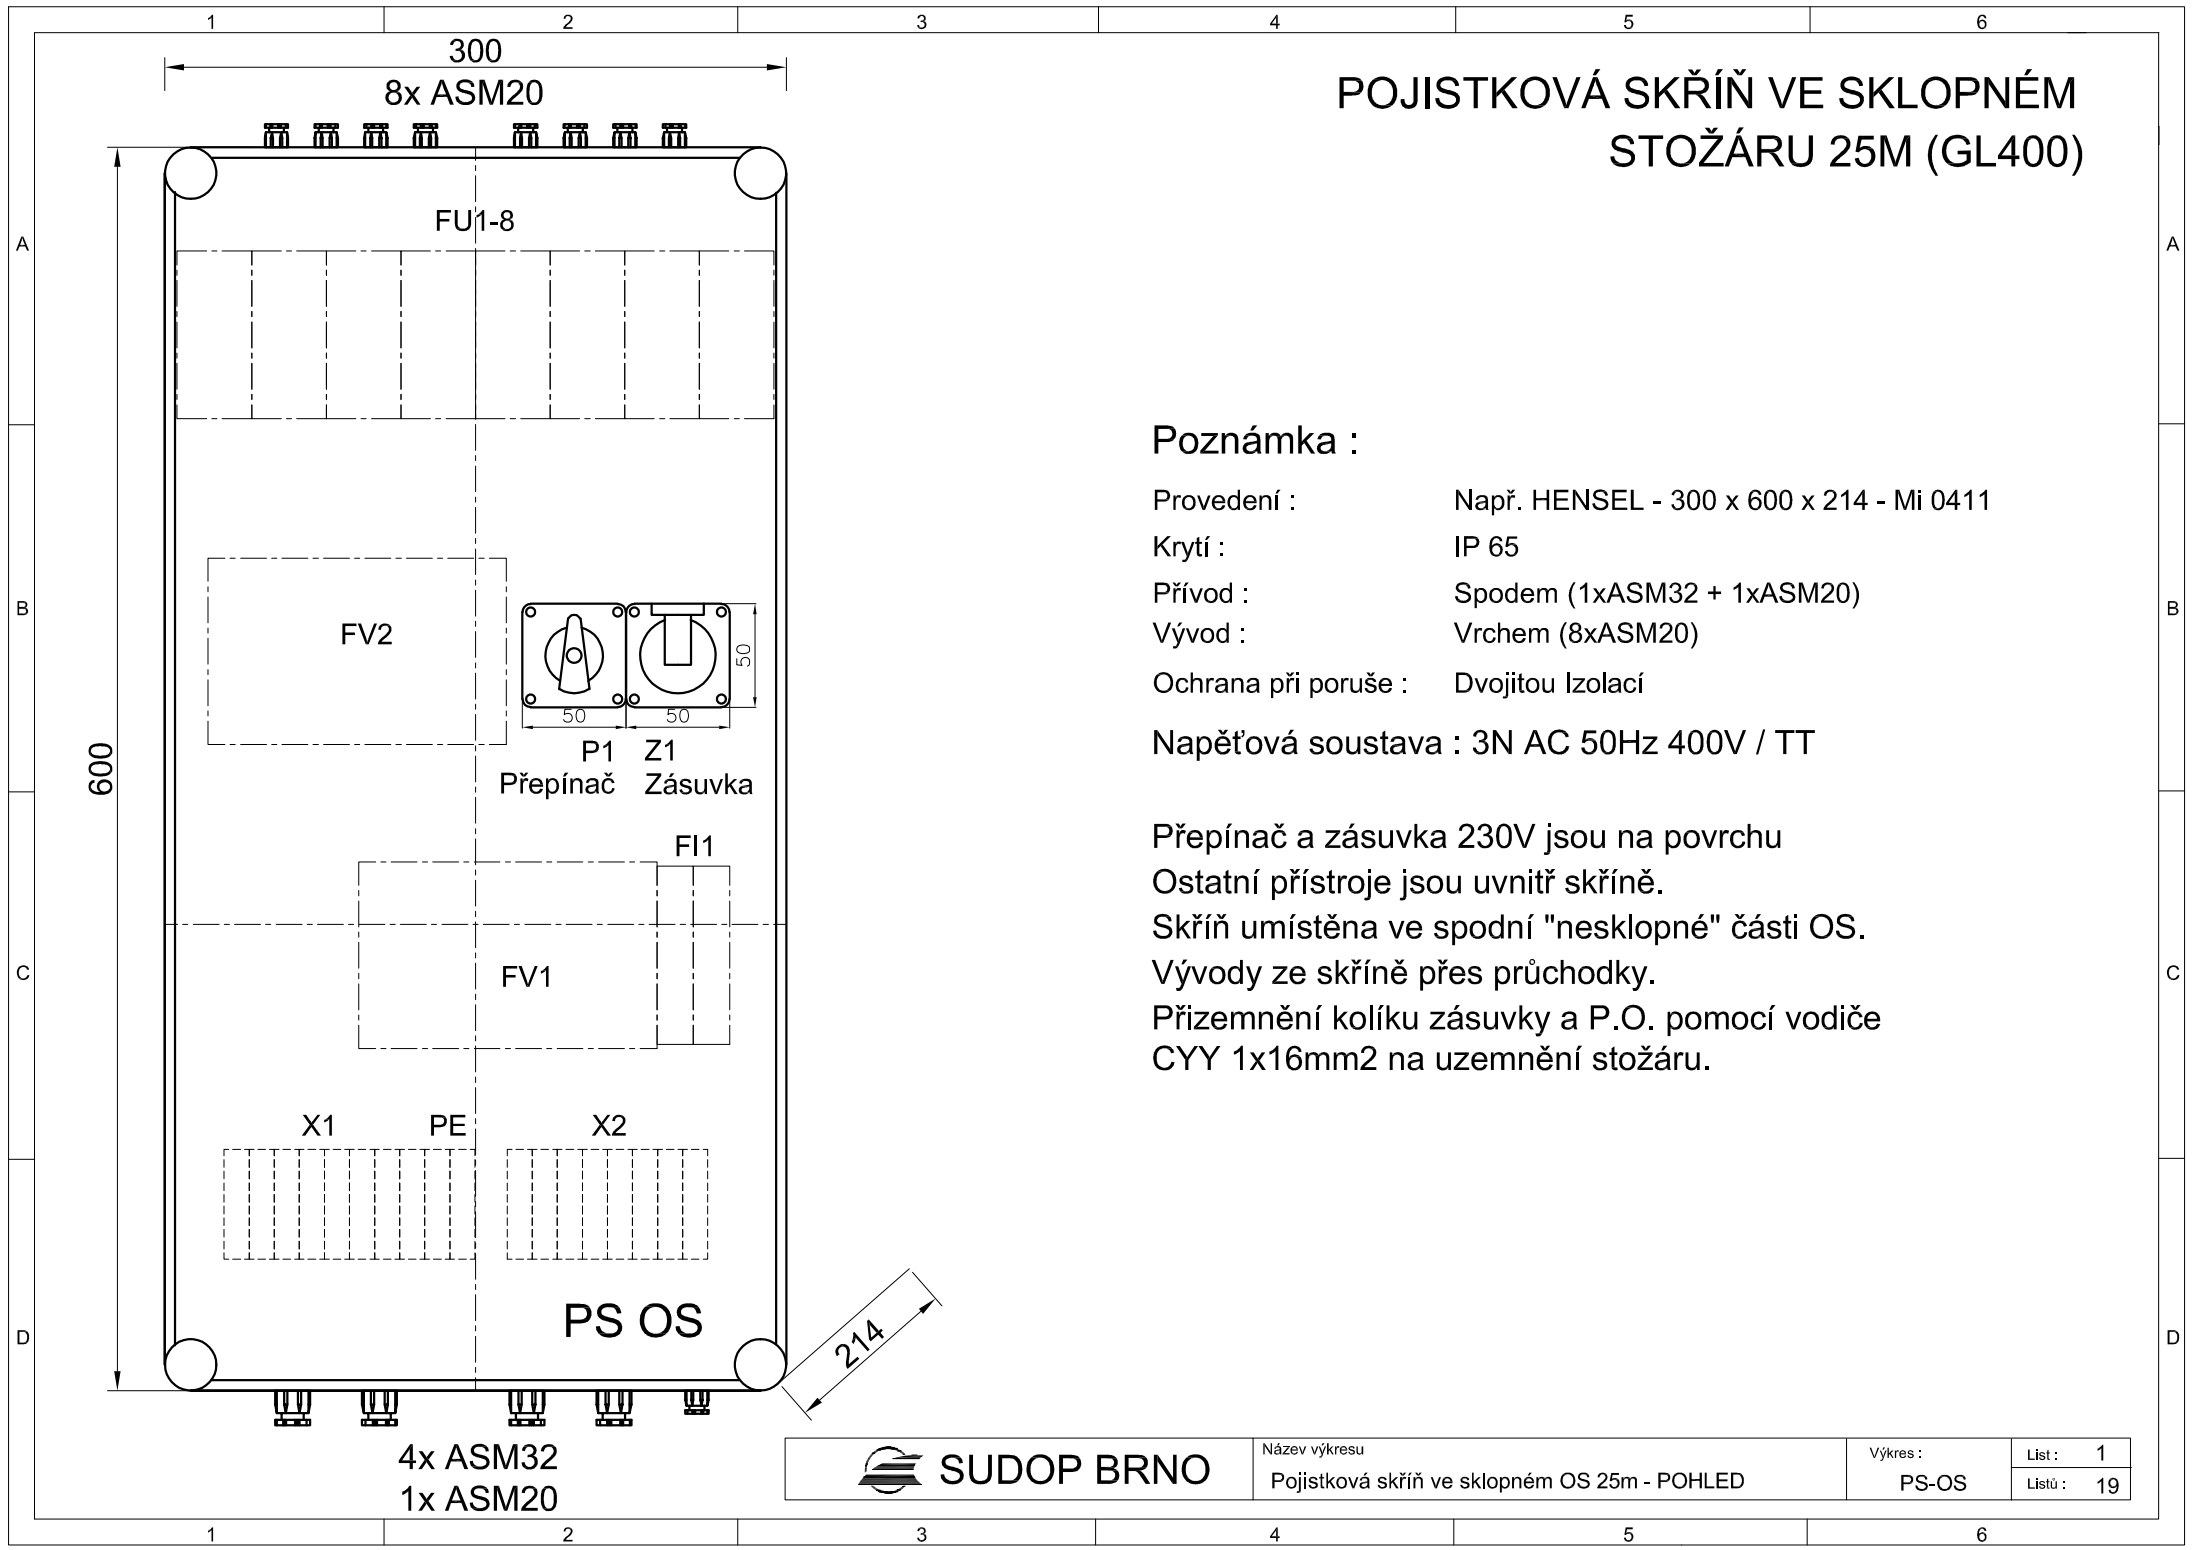 1 2 3 4 5 6
300
8x ASM20
POJISTKOVÁ SKŘÍŇ VE SKLOPNÉM
STOŽÁRU 25M (GL400)
FU1-8
A A
Poznámka :
Provedení : Např. HENSEL - 300 x 600 x 214 - Mi 0411
Krytí : IP 65
Přívod : Spodem (1xASM32 + 1xASM20)
B B
Vývod : Vrchem (8xASM20)
FV2
50
Ochrana při poruše : Dvojitou Izolací
50 50
Napěťová soustava : 3N AC 50Hz 400V / TT
P1 Z1
Přepínač Zásuvka
600
Přepínač a zásuvka 230V jsou na povrchu
FI1
Ostatní přístroje jsou uvnitř skříně.
Skříň umístěna ve spodní "nesklopné" části OS.
C C
FV1
Vývody ze skříně přes průchodky.
Přizemnění kolíku zásuvky a P.O. pomocí vodiče
CYY 1x16mm2 na uzemnění stožáru.
X1 PE X2
PS OS
D D
214
4x ASM32
1x ASM20
SUDOP BRNO
Název výkresu
Pojistková skříň ve sklopném OS 25m - POHLED
Výkres :
PS-OS
List : 1
Listů : 19
1 2 3 4 5 6